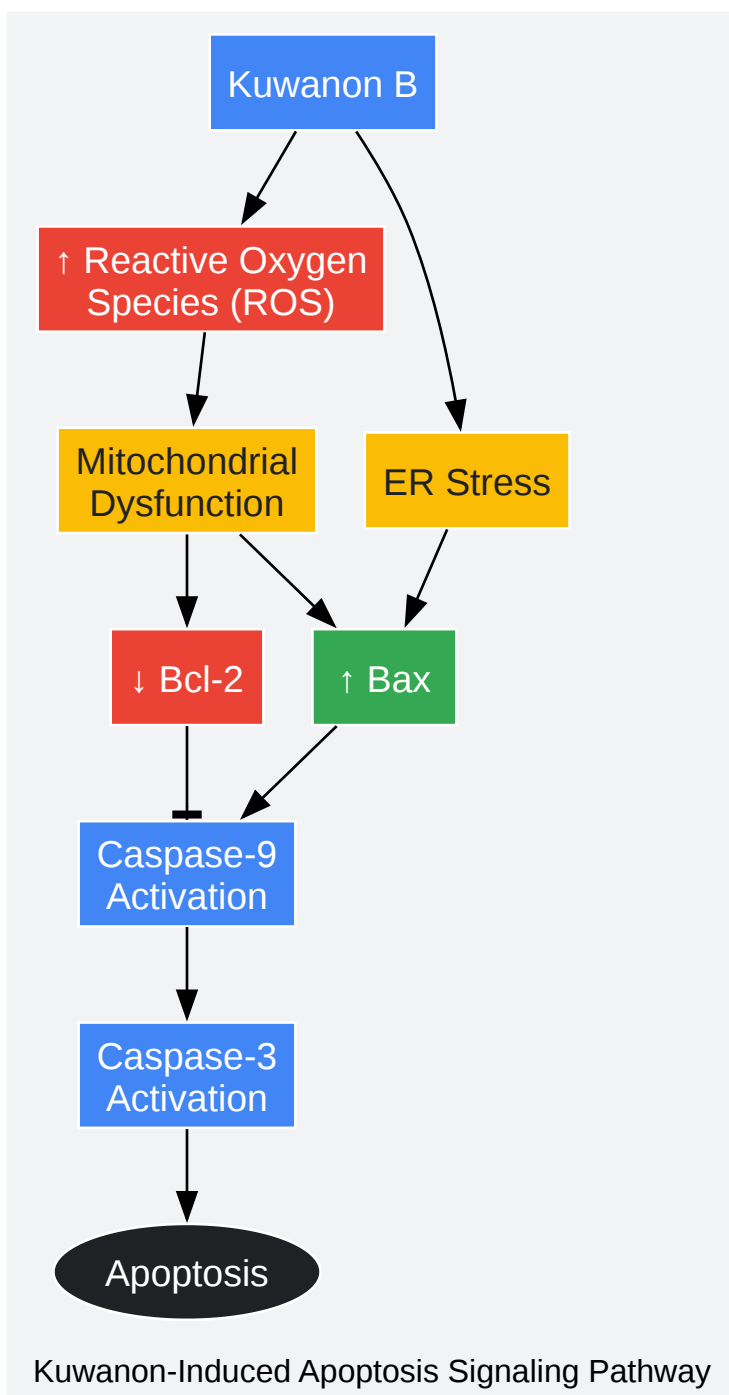 Kuwanon B
↑ Reactive Oxygen
Species (ROS)
Mitochondrial
Dysfunction
ER Stress
↓ Bcl-2
↑ Bax
Caspase-9
Activation
Caspase-3
Activation
Apoptosis
Kuwanon-Induced Apoptosis Signaling Pathway